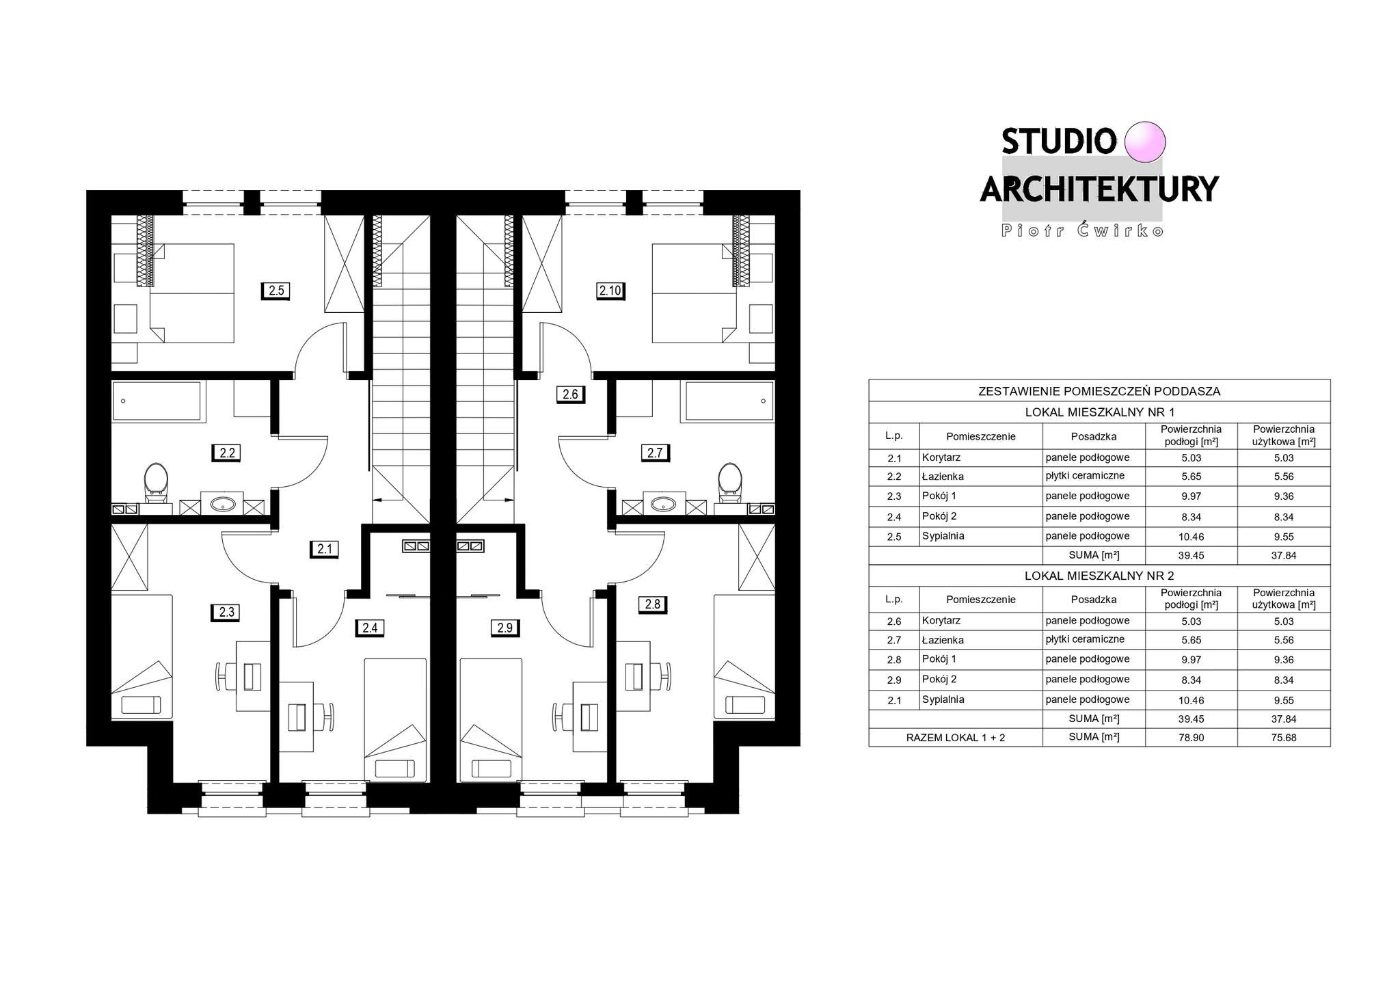 STUDIO
ARCHITEKTURY
Piotr Ćwirko
2.5
2.10
2.6
2.2
2.7
2.1
2.3
2.8
2.4
2.9
ZESTAWIENIE POMIESZCZEŃ PODDASZA
LOKAL MIESZKALNY NR 1
L.p. Pomieszczenie Posadzka Powierzchnia podłogi [m²] Powierzchnia użytkowa [m²]
2.1 Korytarz panele podłogowe 5.03 5.03
2.2 Łazienka płytki ceramiczne 5.65 5.56
2.3 Pokój 1 panele podłogowe 9.97 9.36
2.4 Pokój 2 panele podłogowe 8.34 8.34
2.5 Sypialnia panele podłogowe 10.46 9.55
SUMA [m²] 39.45 37.84
LOKAL MIESZKALNY NR 2
L.p. Pomieszczenie Posadzka Powierzchnia podłogi [m²] Powierzchnia użytkowa [m²]
2.6 Korytarz panele podłogowe 5.03 5.03
2.7 Łazienka płytki ceramiczne 5.65 5.56
2.8 Pokój 1 panele podłogowe 9.97 9.36
2.9 Pokój 2 panele podłogowe 8.34 8.34
2.1 Sypialnia panele podłogowe 10.46 9.55
SUMA [m²] 39.45 37.84
RAZEM LOKAL 1 + 2 SUMA [m²] 78.90 75.68